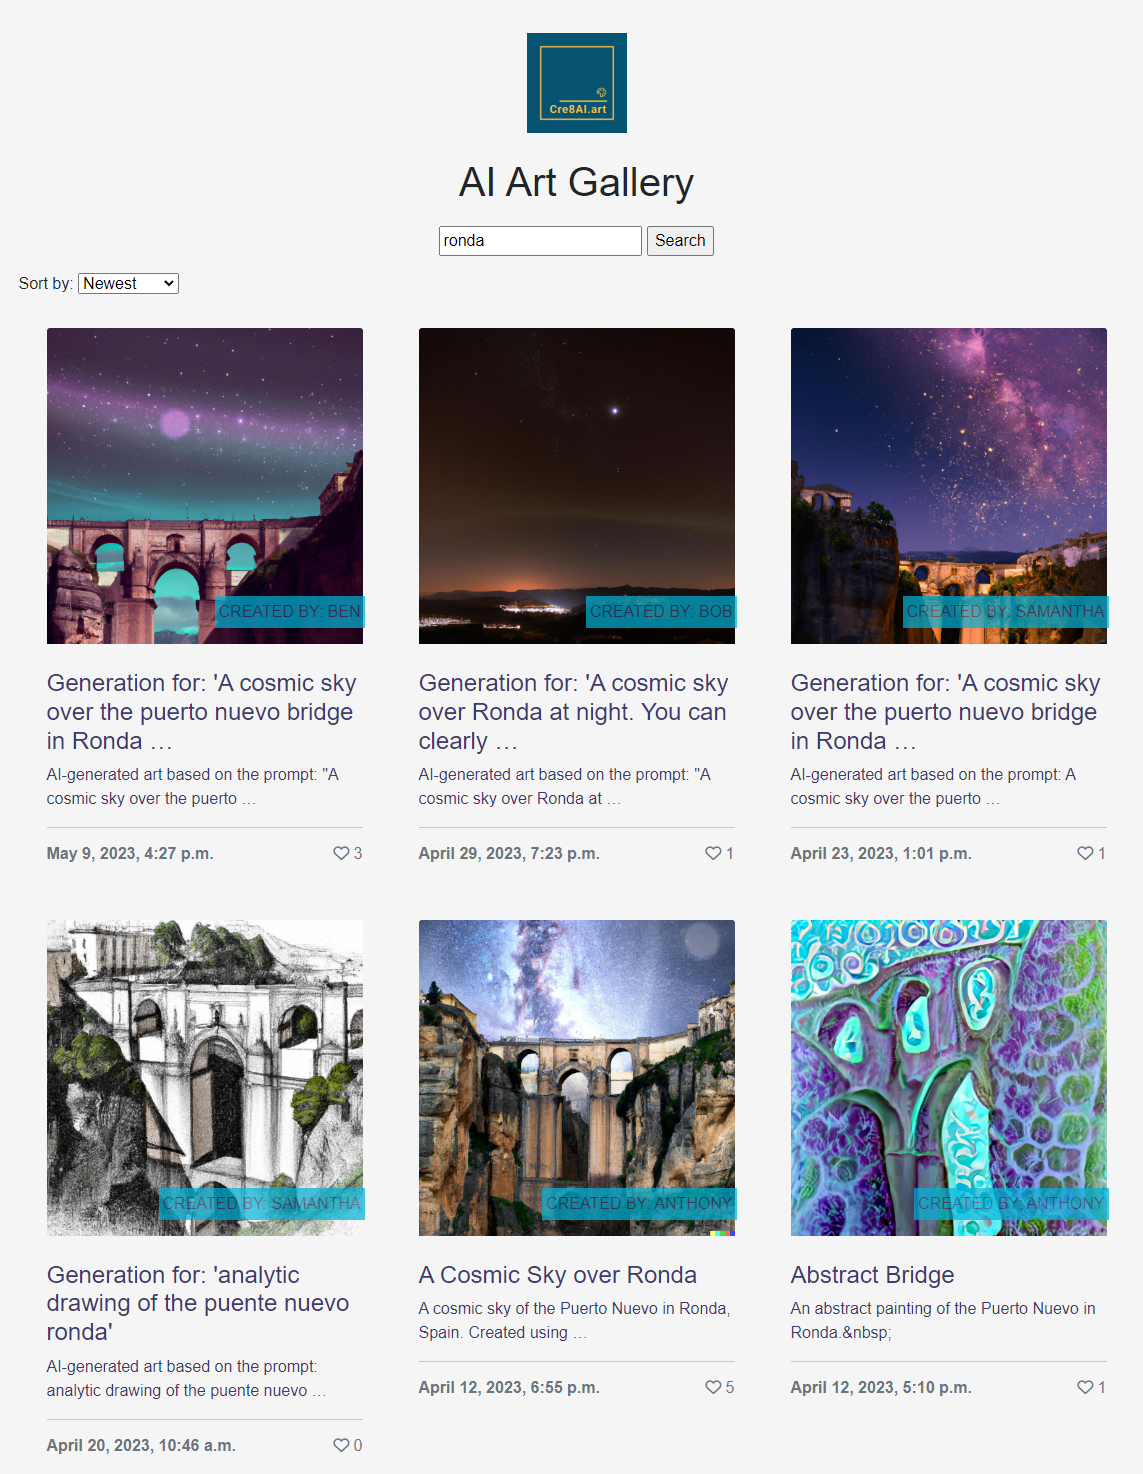 Cre8AI.art
AI Art Gallery
ronda
Search
Sort by: Newest
CREATED BY: BEN
CREATED BY: BOB
CREATED BY: SAMANTHA
Generation for: 'A cosmic sky
over the puerto nuevo bridge
in Ronda …
AI-generated art based on the prompt: "A
cosmic sky over the puerto …
May 9, 2023, 4:27 p.m.
3
Generation for: 'A cosmic sky
over Ronda at night. You can
clearly …
AI-generated art based on the prompt: "A
cosmic sky over Ronda at …
April 29, 2023, 7:23 p.m.
1
Generation for: 'A cosmic sky
over the puerto nuevo bridge
in Ronda …
AI-generated art based on the prompt: A
cosmic sky over the puerto …
April 23, 2023, 1:01 p.m.
1
CREATED BY: SAMANTHA
CREATED BY: ANTHONY
CREATED BY: ANTHONY
Generation for: 'analytic
drawing of the puente nuevo
ronda'
AI-generated art based on the prompt:
analytic drawing of the puente nuevo …
April 20, 2023, 10:46 a.m.
0
A Cosmic Sky over Ronda
A cosmic sky of the Puerto Nuevo in Ronda,
Spain. Created using …
April 12, 2023, 6:55 p.m.
5
Abstract Bridge
An abstract painting of the Puerto Nuevo in
Ronda.&nbsp;
April 12, 2023, 5:10 p.m.
1